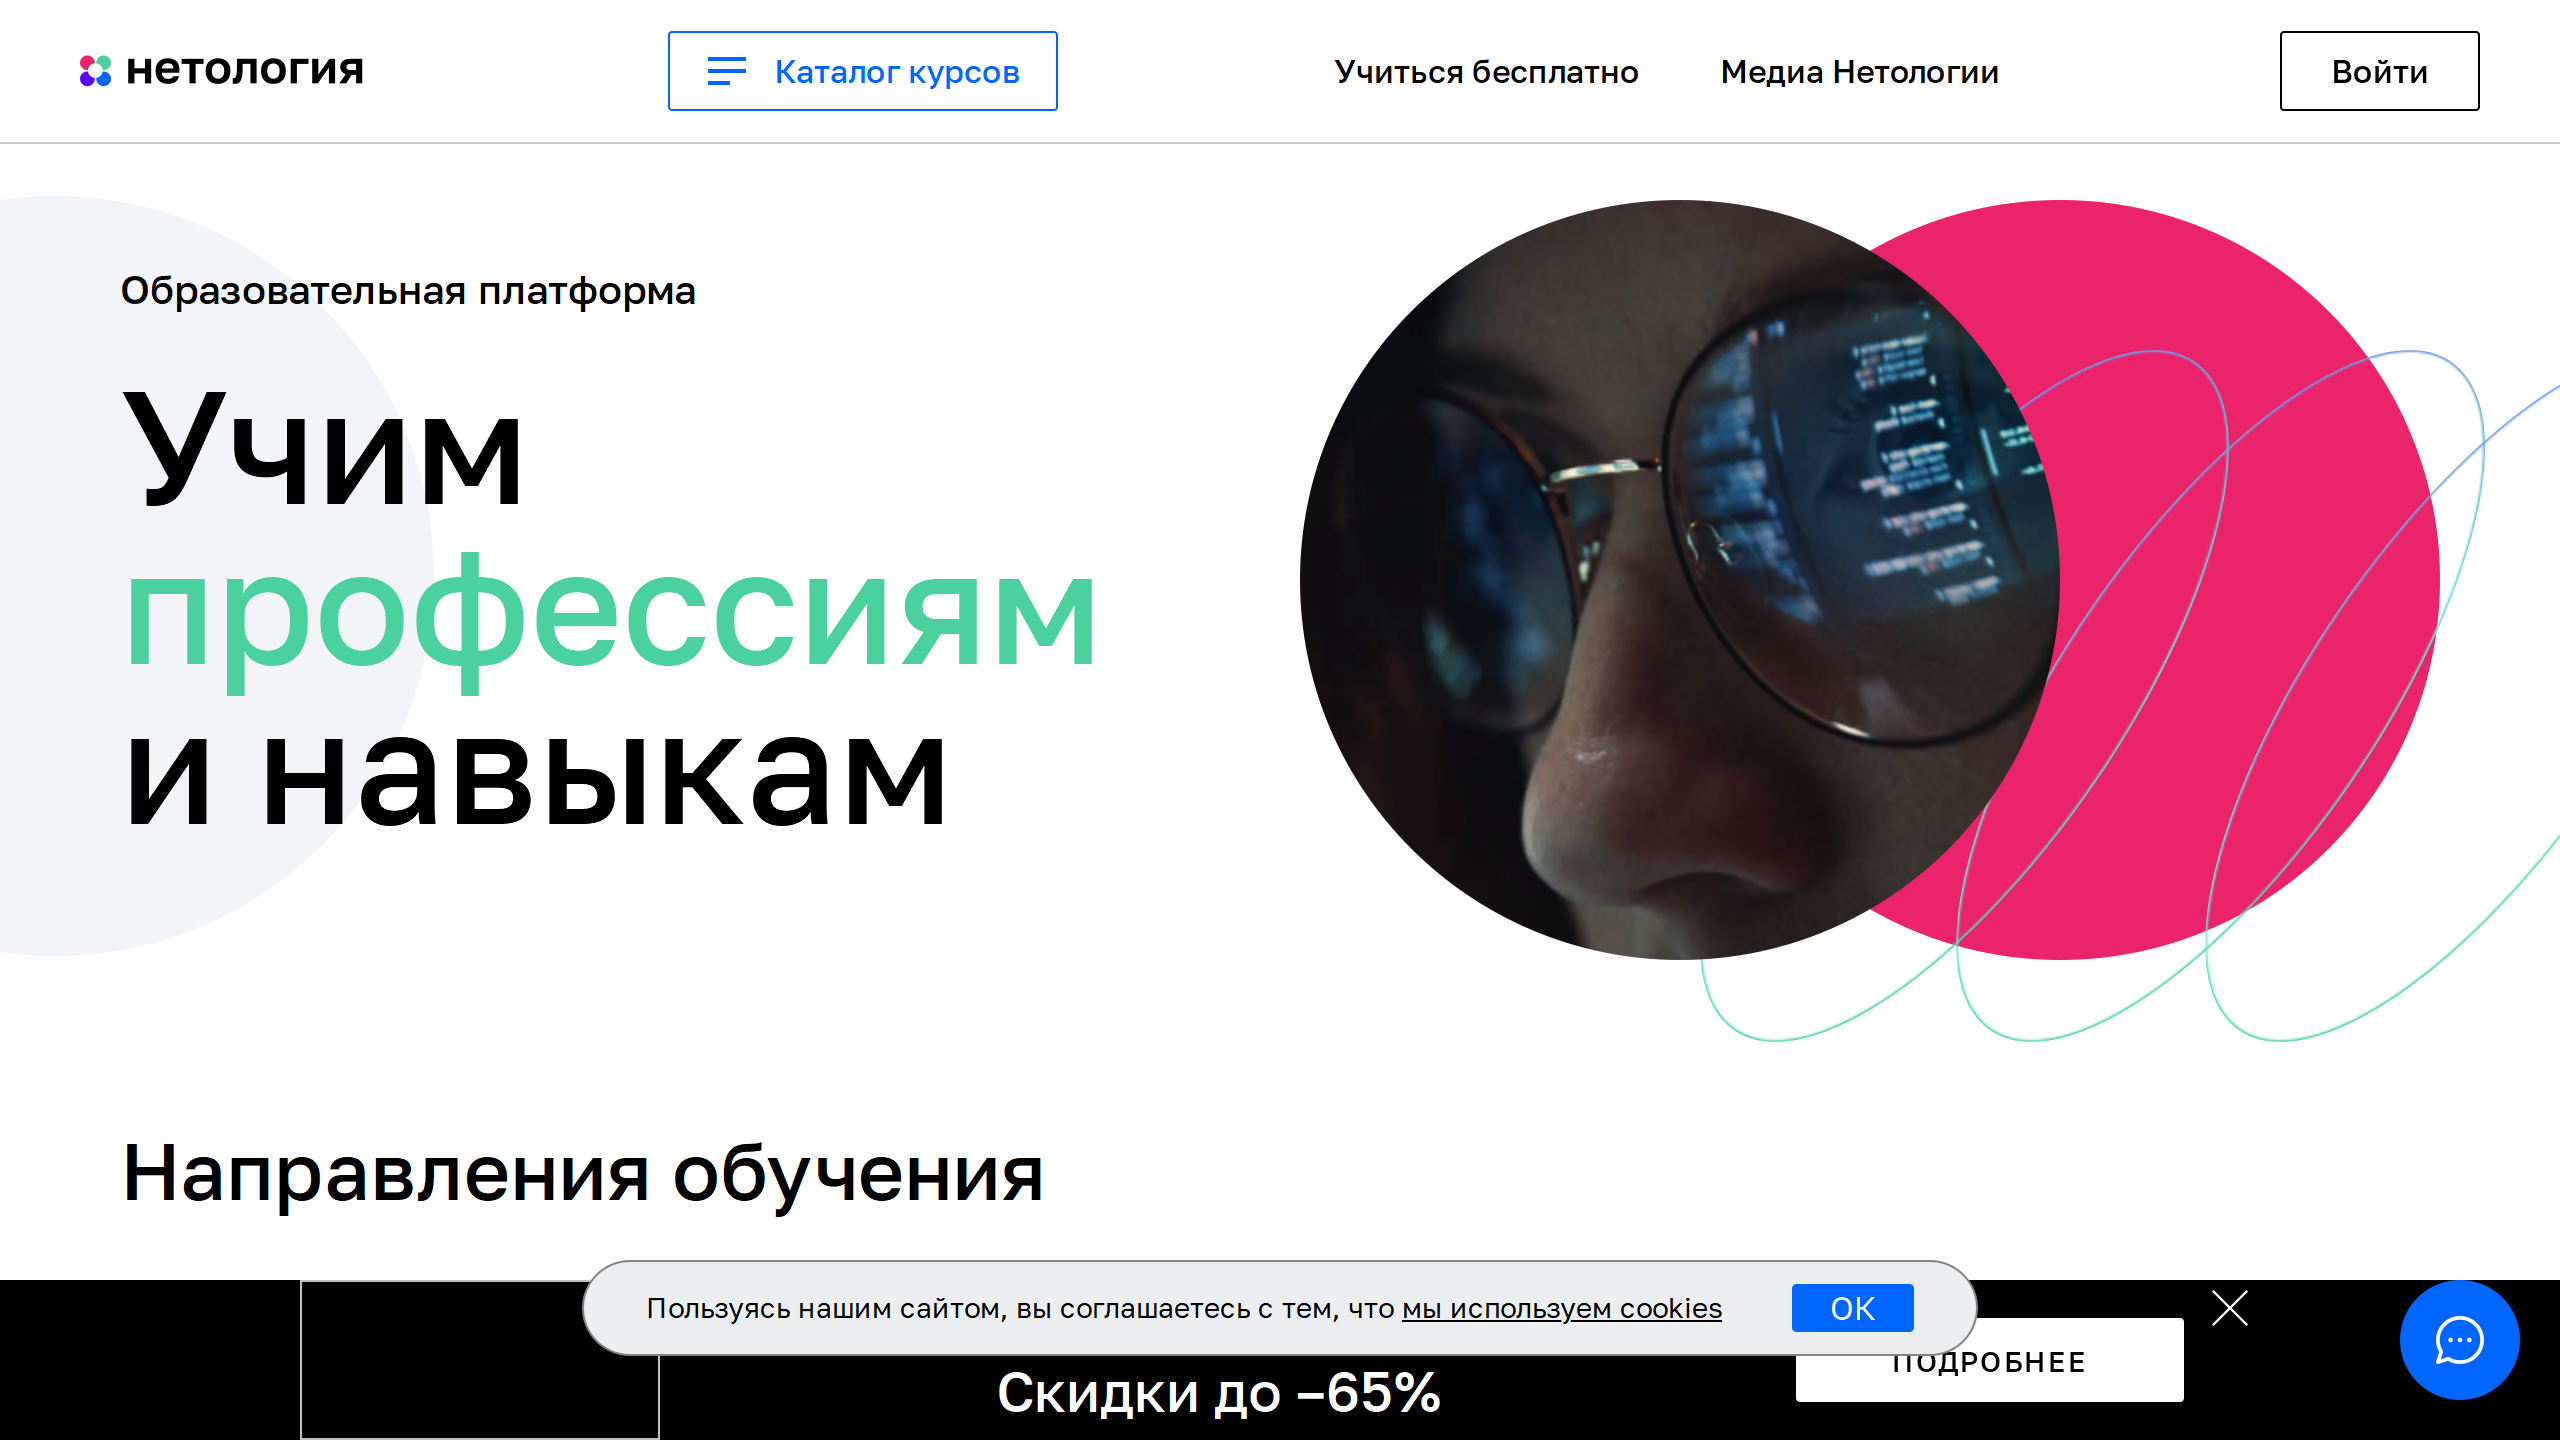 нетология
Каталог курсов
Учиться бесплатно
Медиа Нетологии
Войти
Образовательная платформа
Учим
профессиям
и навыкам
Направления обучения
Пользуясь нашим сайтом, вы соглашаетесь с тем, что мы используем cookies
OK
ПОДРОБНЕЕ
Скидки до –65%